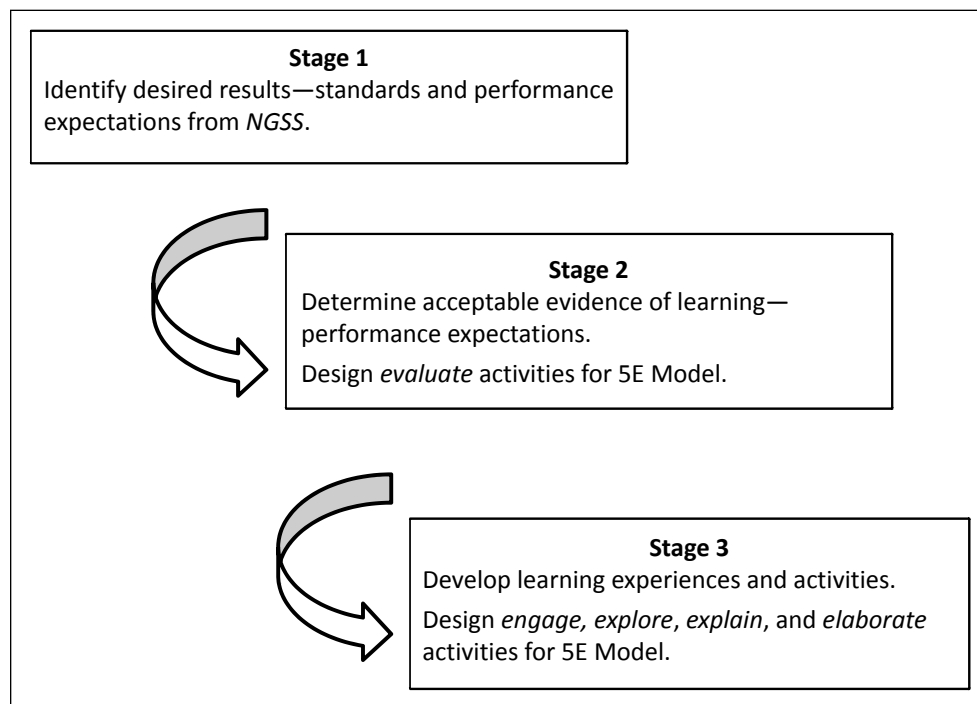 Stage 1
Identify desired results—standards and performance
expectations from NGSS.
Stage 2
Determine acceptable evidence of learning—
performance expectations.
Design evaluate activities for 5E Model.
Stage 3
Develop learning experiences and activities.
Design engage, explore, explain, and elaborate
activities for 5E Model.